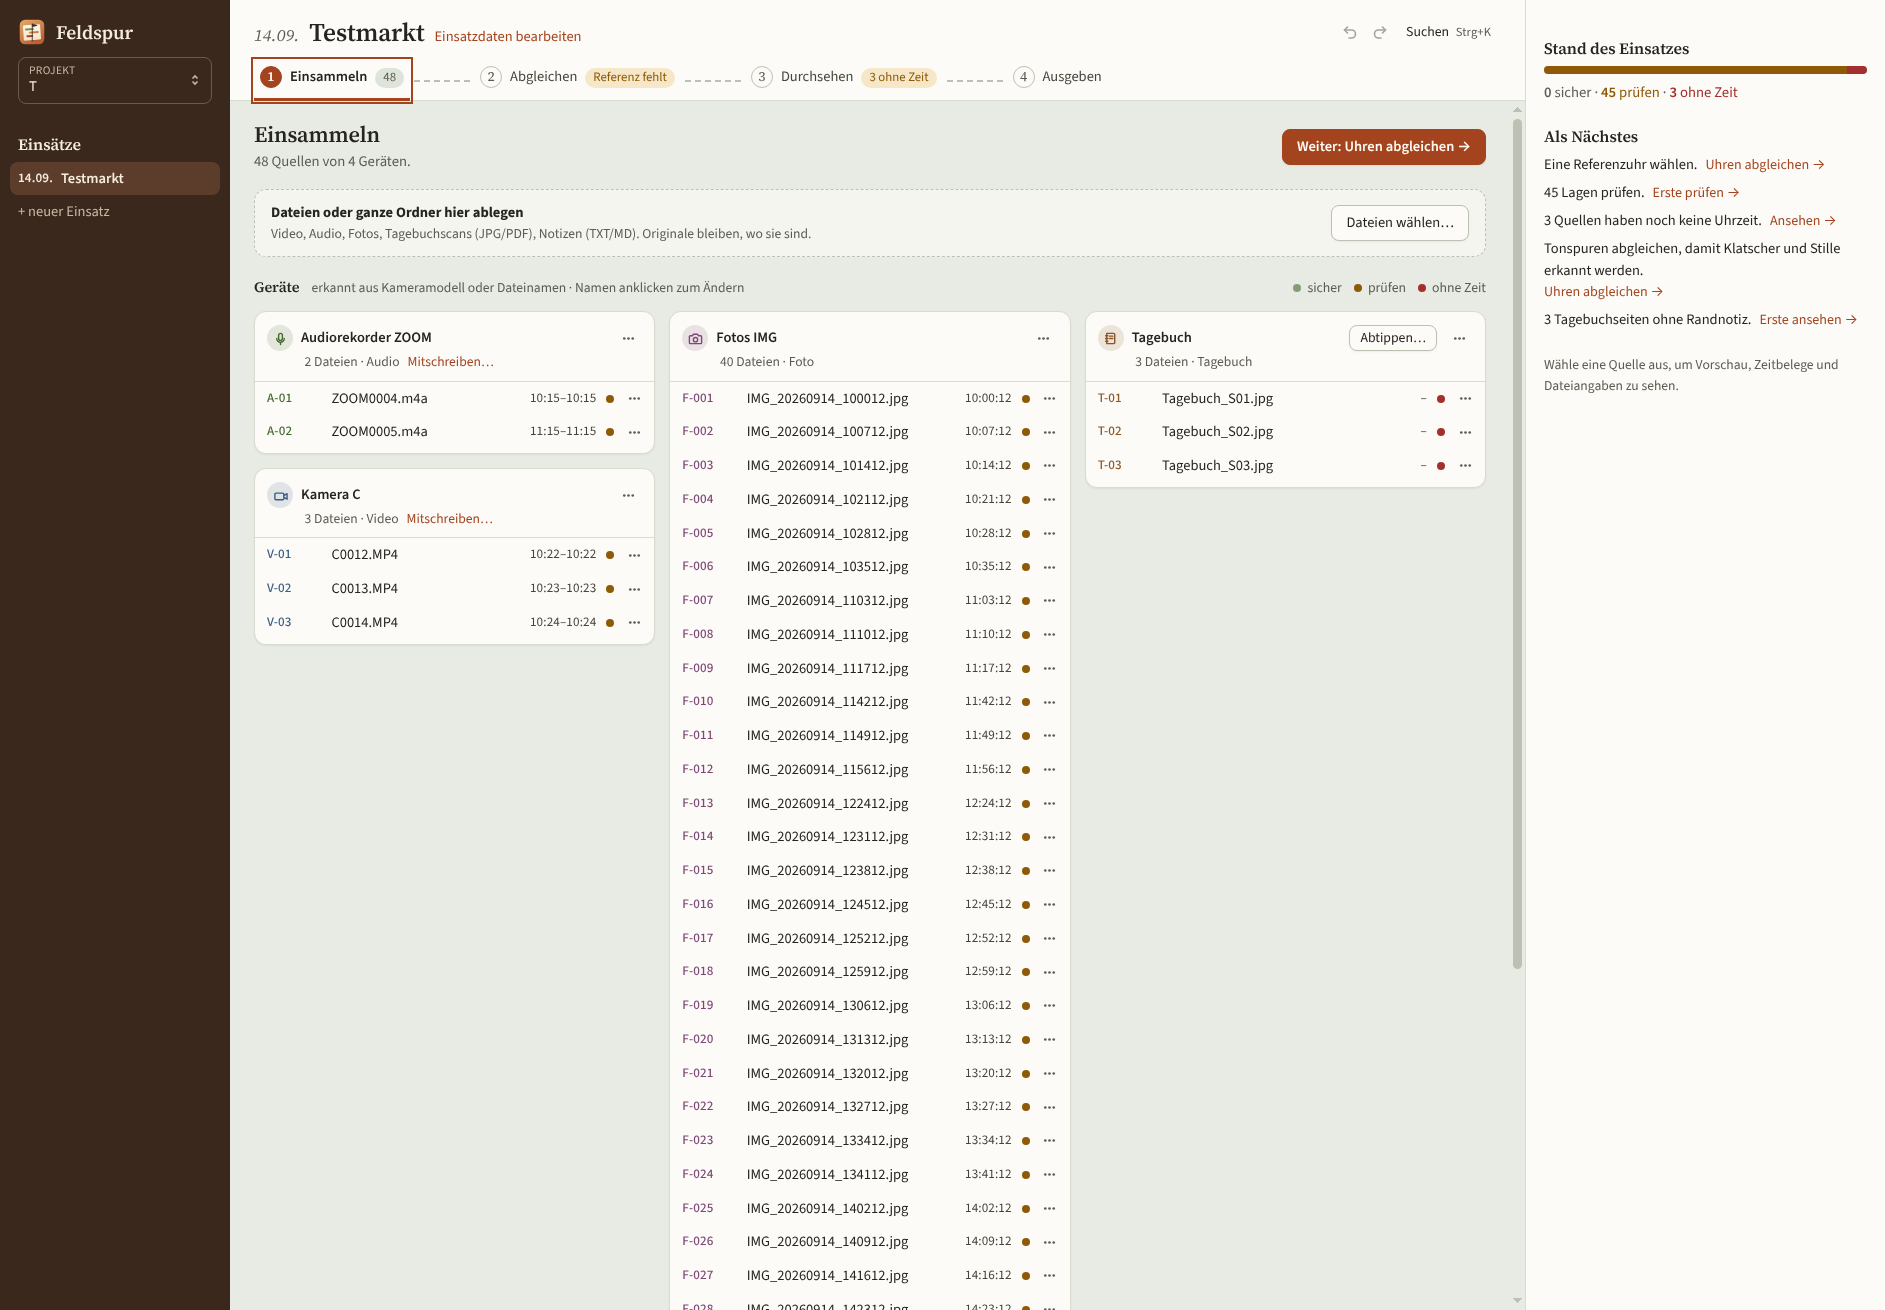 Feldspur
PROJEKT
T
Einsätze
14.09. Testmarkt
+ neuer Einsatz
14.09. Testmarkt Einsatzdaten bearbeiten
Suchen Strg+K
1 Einsammeln 48
2 Abgleichen Referenz fehlt
3 Durchsehen 3 ohne Zeit
4 Ausgeben
Einsammeln
48 Quellen von 4 Geräten.
Weiter: Uhren abgleichen →
Dateien oder ganze Ordner hier ablegen
Video, Audio, Fotos, Tagebuchscans (JPG/PDF), Notizen (TXT/MD). Originale bleiben, wo sie sind.
Dateien wählen…
Geräte erkannt aus Kameramodell oder Dateinamen · Namen anklicken zum Ändern
sicher prüfen ohne Zeit
Audiorekorder ZOOM
2 Dateien · Audio Mitschreiben…
A-01 ZOOM0004.m4a 10:15–10:15
A-02 ZOOM0005.m4a 11:15–11:15
Kamera C
3 Dateien · Video Mitschreiben…
V-01 C0012.MP4 10:22–10:22
V-02 C0013.MP4 10:23–10:23
V-03 C0014.MP4 10:24–10:24
Fotos IMG
40 Dateien · Foto
F-001 IMG_20260914_100012.jpg 10:00:12
F-002 IMG_20260914_100712.jpg 10:07:12
F-003 IMG_20260914_101412.jpg 10:14:12
F-004 IMG_20260914_102112.jpg 10:21:12
F-005 IMG_20260914_102812.jpg 10:28:12
F-006 IMG_20260914_103512.jpg 10:35:12
F-007 IMG_20260914_110312.jpg 11:03:12
F-008 IMG_20260914_111012.jpg 11:10:12
F-009 IMG_20260914_111712.jpg 11:17:12
F-010 IMG_20260914_114212.jpg 11:42:12
F-011 IMG_20260914_114912.jpg 11:49:12
F-012 IMG_20260914_115612.jpg 11:56:12
F-013 IMG_20260914_122412.jpg 12:24:12
F-014 IMG_20260914_123112.jpg 12:31:12
F-015 IMG_20260914_123812.jpg 12:38:12
F-016 IMG_20260914_124512.jpg 12:45:12
F-017 IMG_20260914_125212.jpg 12:52:12
F-018 IMG_20260914_125912.jpg 12:59:12
F-019 IMG_20260914_130612.jpg 13:06:12
F-020 IMG_20260914_131312.jpg 13:13:12
F-021 IMG_20260914_132012.jpg 13:20:12
F-022 IMG_20260914_132712.jpg 13:27:12
F-023 IMG_20260914_133412.jpg 13:34:12
F-024 IMG_20260914_134112.jpg 13:41:12
F-025 IMG_20260914_140212.jpg 14:02:12
F-026 IMG_20260914_140912.jpg 14:09:12
F-027 IMG_20260914_141612.jpg 14:16:12
F-028 IMG_20260914_142312.jpg 14:23:12
Tagebuch
Abtippen…
3 Dateien · Tagebuch
T-01 Tagebuch_S01.jpg –
T-02 Tagebuch_S02.jpg –
T-03 Tagebuch_S03.jpg –
Stand des Einsatzes
0 sicher · 45 prüfen · 3 ohne Zeit
Als Nächstes
Eine Referenzuhr wählen. Uhren abgleichen →
45 Lagen prüfen. Erste prüfen →
3 Quellen haben noch keine Uhrzeit. Ansehen →
Tonspuren abgleichen, damit Klatscher und Stille
erkannt werden.
Uhren abgleichen →
3 Tagebuchseiten ohne Randnotiz. Erste ansehen →
Wähle eine Quelle aus, um Vorschau, Zeitbelege und
Dateiangaben zu sehen.